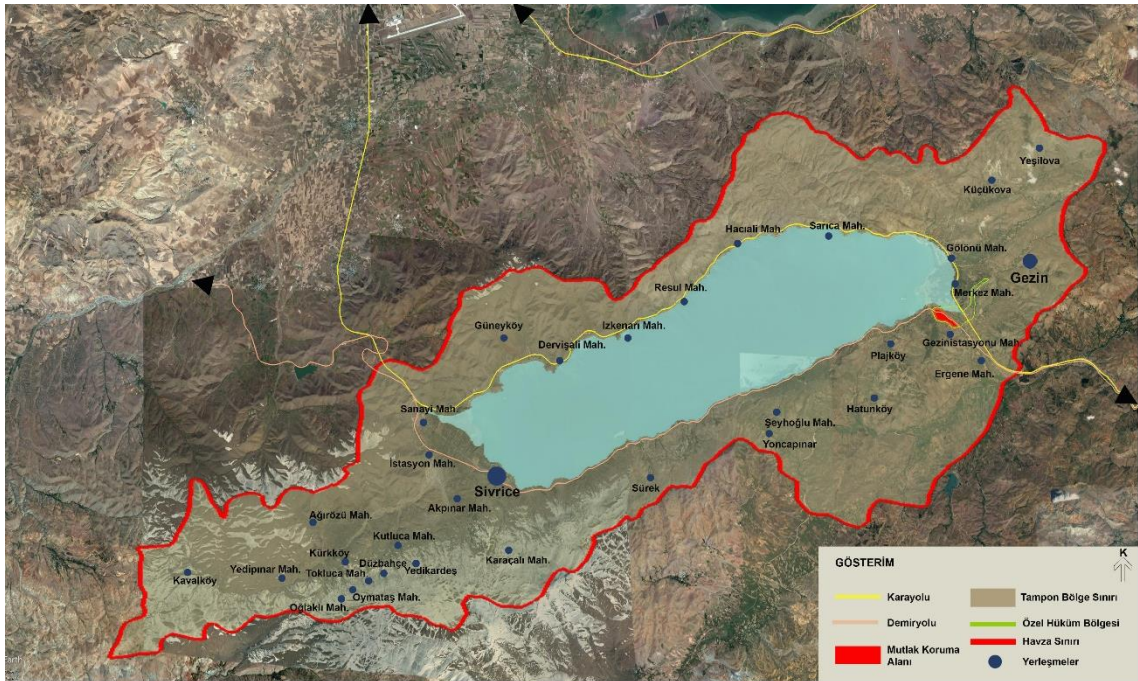 Yeşilova
Küçükova
Hacıali Mah.
Sarıca Mah.
Gölönü Mah.
Gezin
Merkez Mah.
Resul Mah.
Güneyköy
İzkenarı Mah.
Dervişali Mah.
Gezinistasyonu Mah.
Plajköy
Ergene Mah.
Hatunköy
Sanayi Mah.
Şeyhoğlu Mah.
Yoncapınar
İstasyon Mah.
Sivrice
Sürek
Akpınar Mah.
Ağırözü Mah.
Kutluca Mah.
Karaçalı Mah.
Kürkköy
Düzbahçe
Yedikardeş
Kavalköy
Yedipınar Mah.
Tokluca Mah.
Oymataş Mah.
Oğlaklı Mah.
GÖSTERİM
K
Karayolu
Tampon Bölge Sınırı
Demiryolu
Özel Hüküm Bölgesi
Havza Sınırı
Mutlak Koruma
Alanı
Yerleşmeler